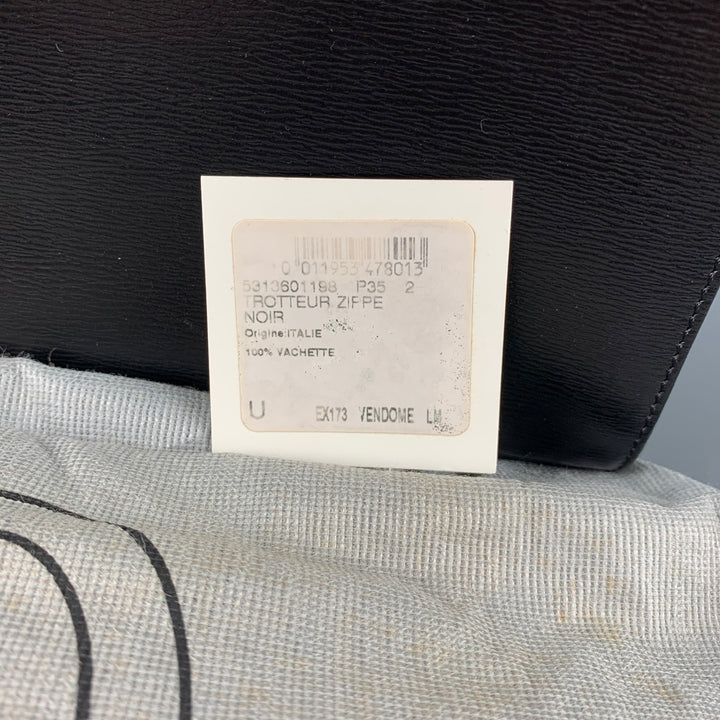 0 011953 478013
5313601198 P35 2
TROTTEUR ZIPPE
NOIR
Origine:ITALIE
100% VACHETTE
U EX173 VENDOME LM